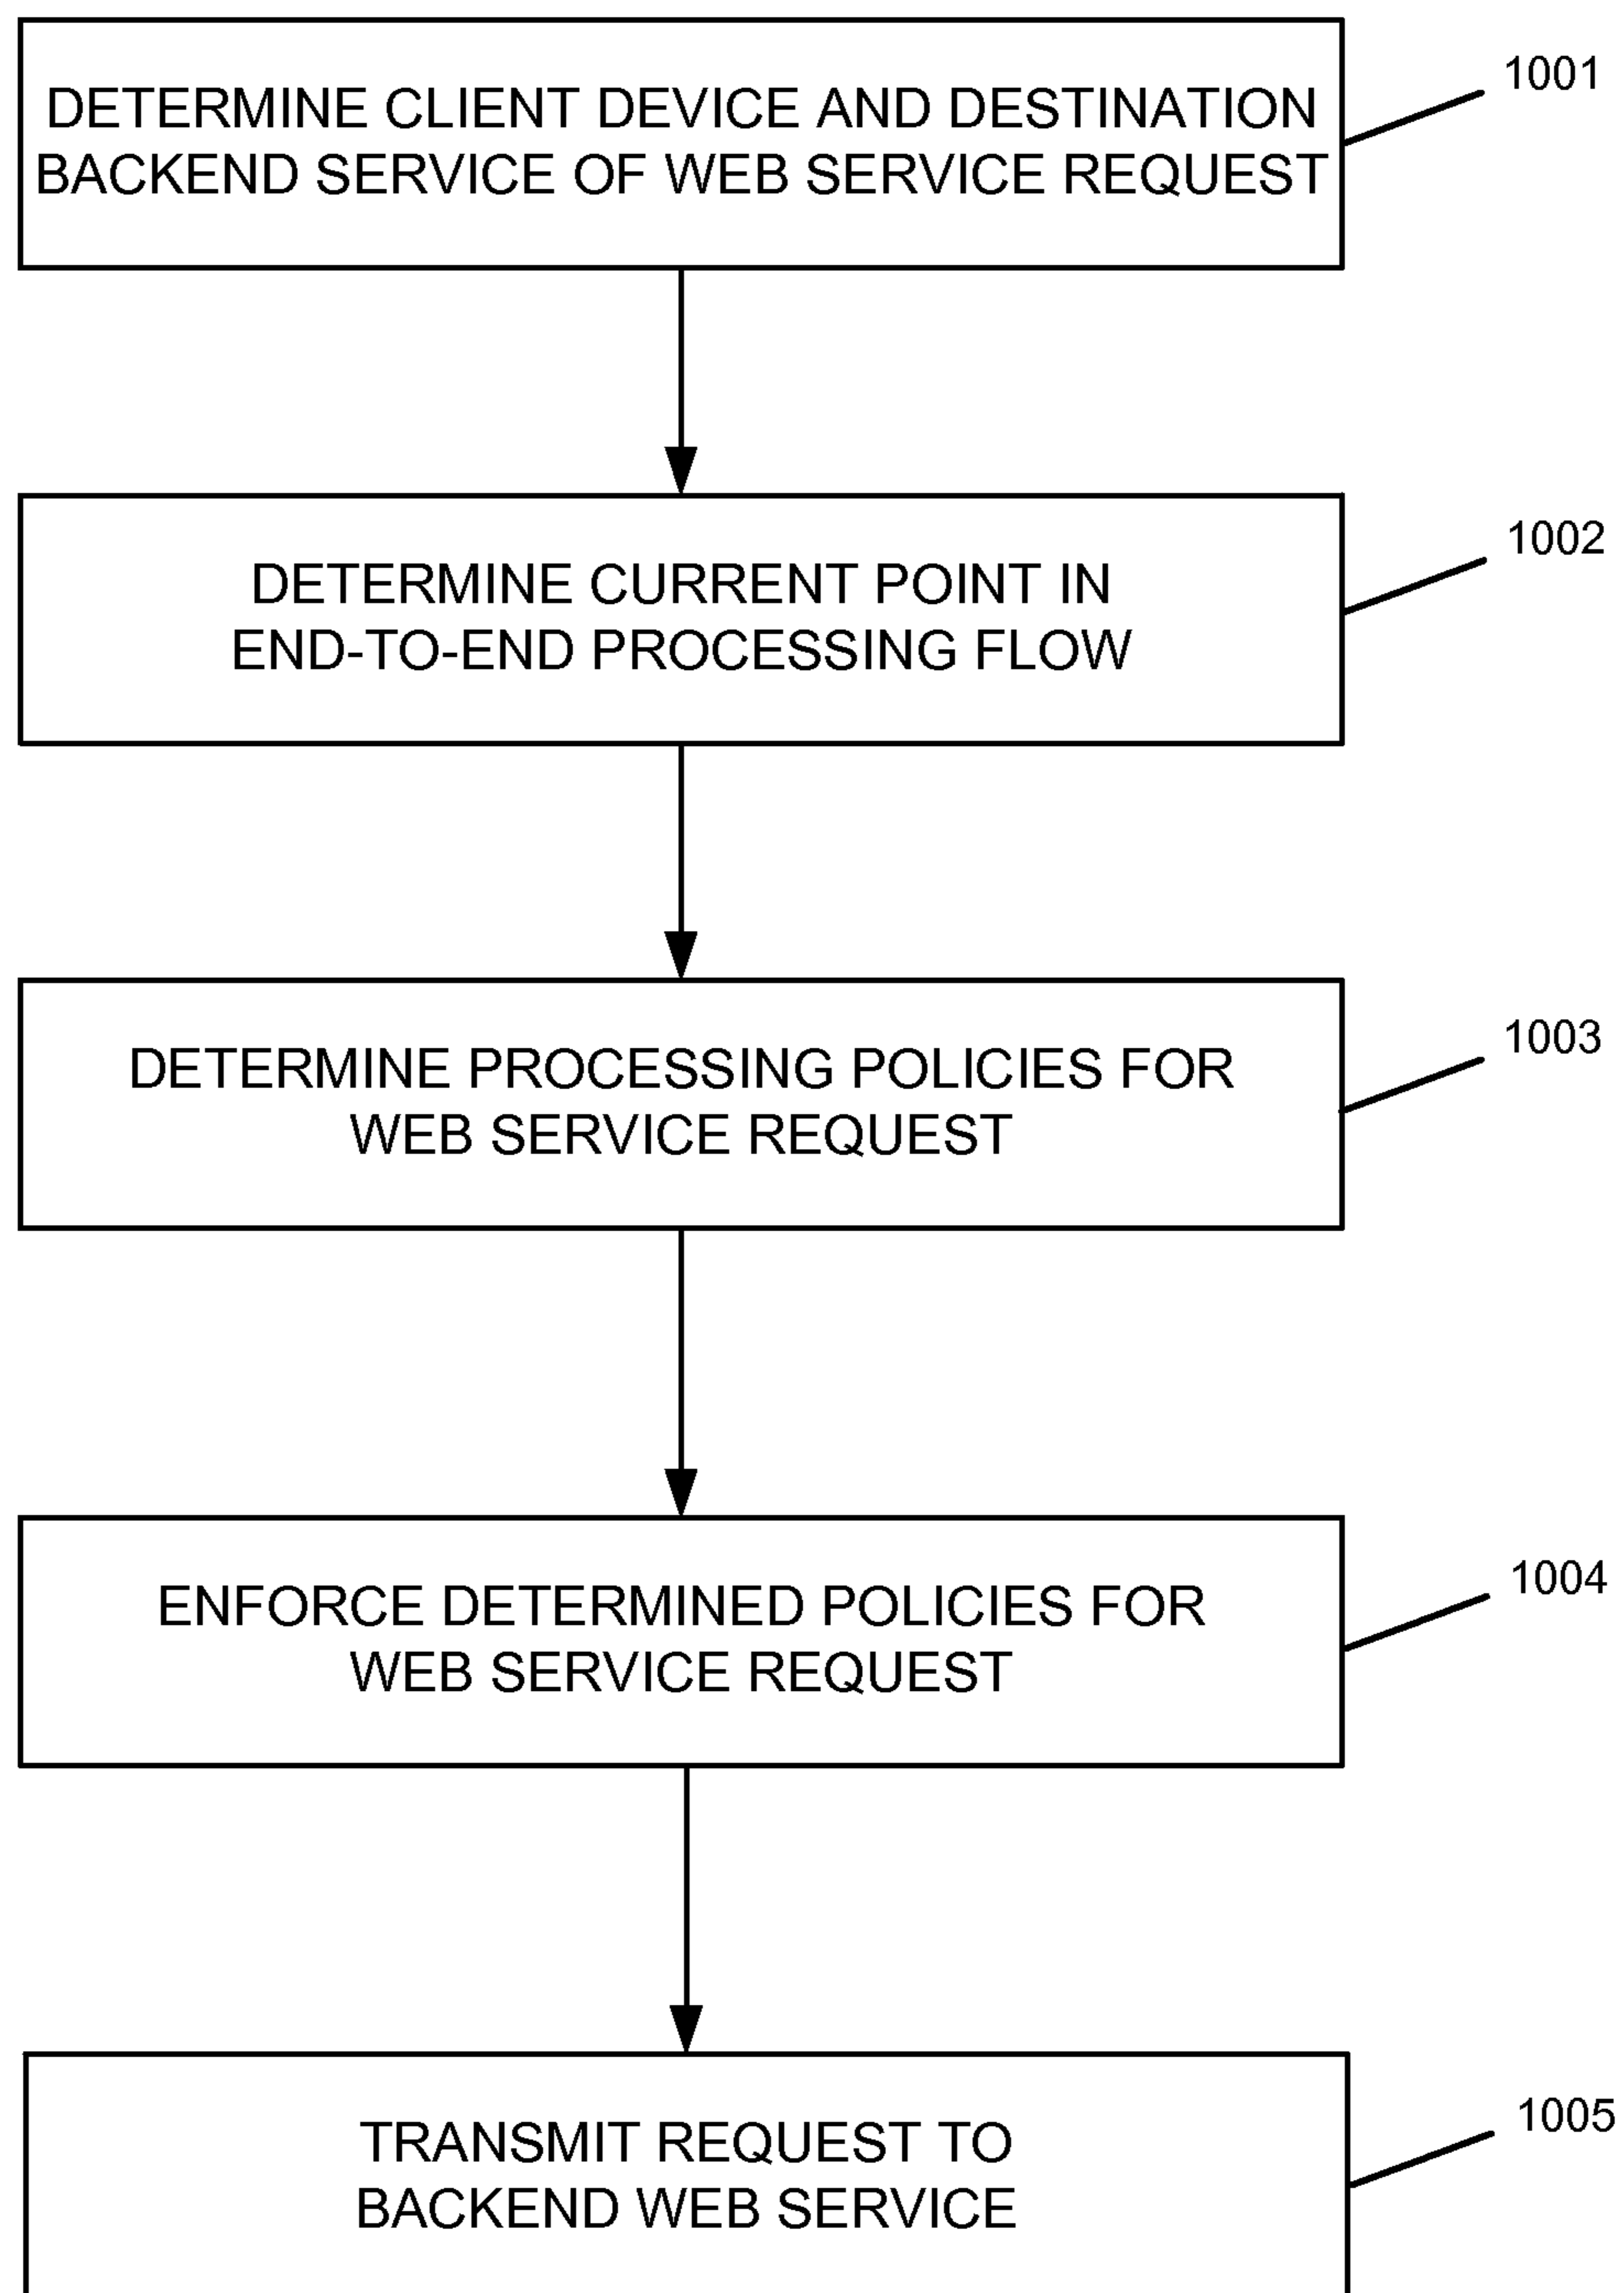 DETERMINE CLIENT DEVICE AND DESTINATION
BACKEND SERVICE OF WEB SERVICE REQUEST
1001
DETERMINE CURRENT POINT IN
END-TO-END PROCESSING FLOW
1002
DETERMINE PROCESSING POLICIES FOR
WEB SERVICE REQUEST
1003
ENFORCE DETERMINED POLICIES FOR
WEB SERVICE REQUEST
1004
TRANSMIT REQUEST TO
BACKEND WEB SERVICE
1005